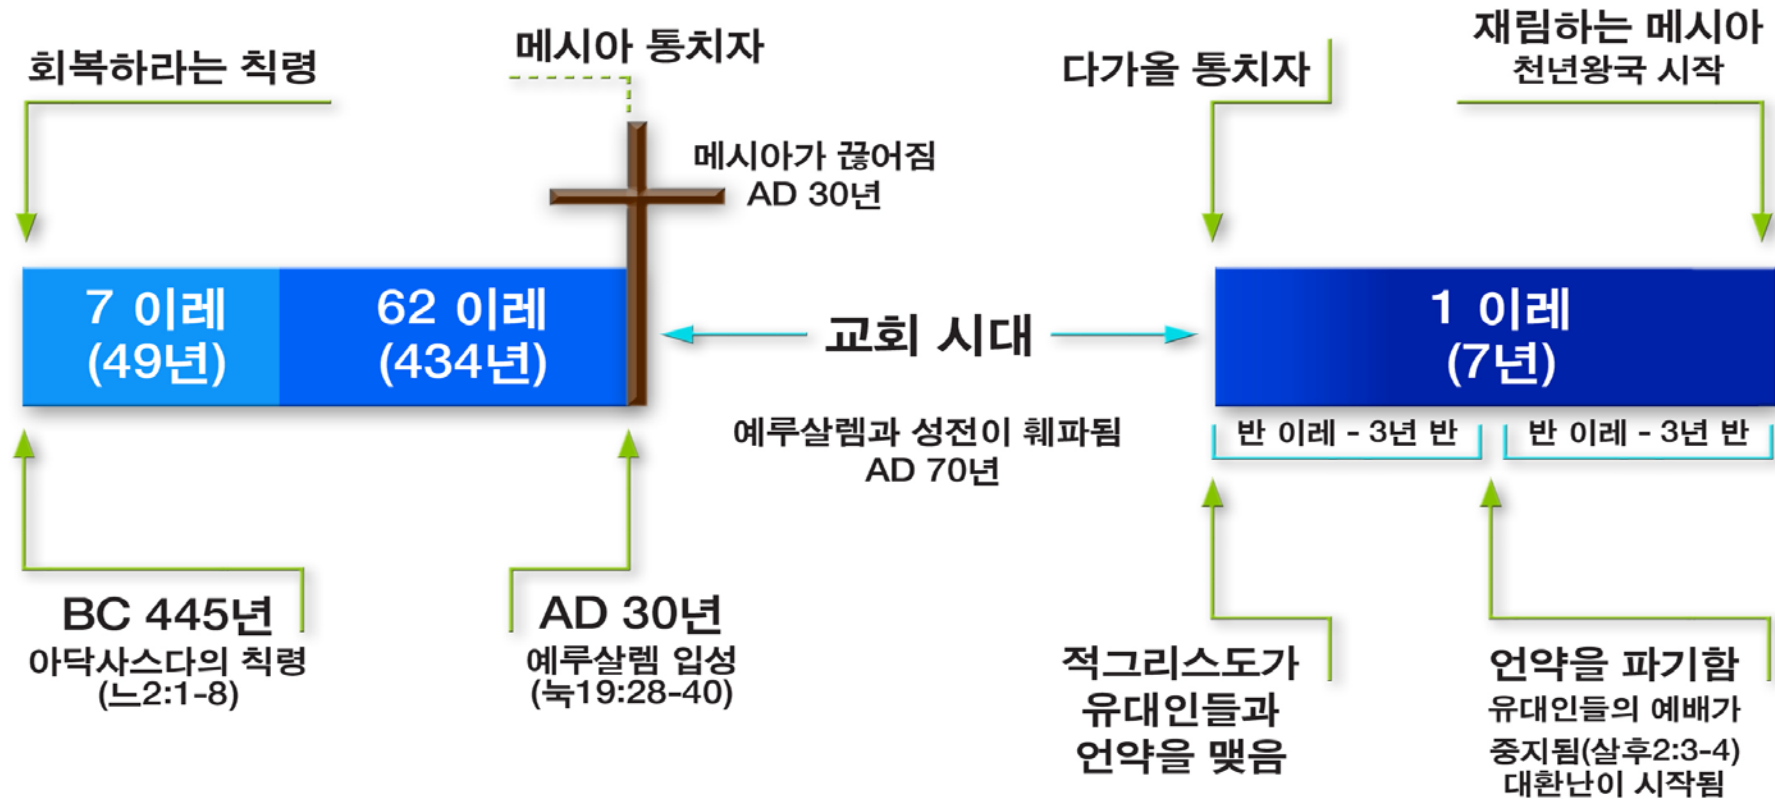 회복하라는 칙령
메시아 통치자
다가올 통치자
재림하는 메시아
천년왕국 시작
메시아가 끊어짐
AD 30년
7 이레
(49년)
62 이레
(434년)
교회 시대
1 이레
(7년)
예루살렘과 성전이 훼파됨
AD 70년
반 이레 - 3년 반
반 이레 - 3년 반
BC 445년
아닥사스다의 칙령
(느2:1-8)
AD 30년
예루살렘 입성
(눅19:28-40)
적그리스도가
유대인들과
언약을 맺음
언약을 파기함
유대인들의 예배가
중지됨(살후2:3-4)
대환난이 시작됨